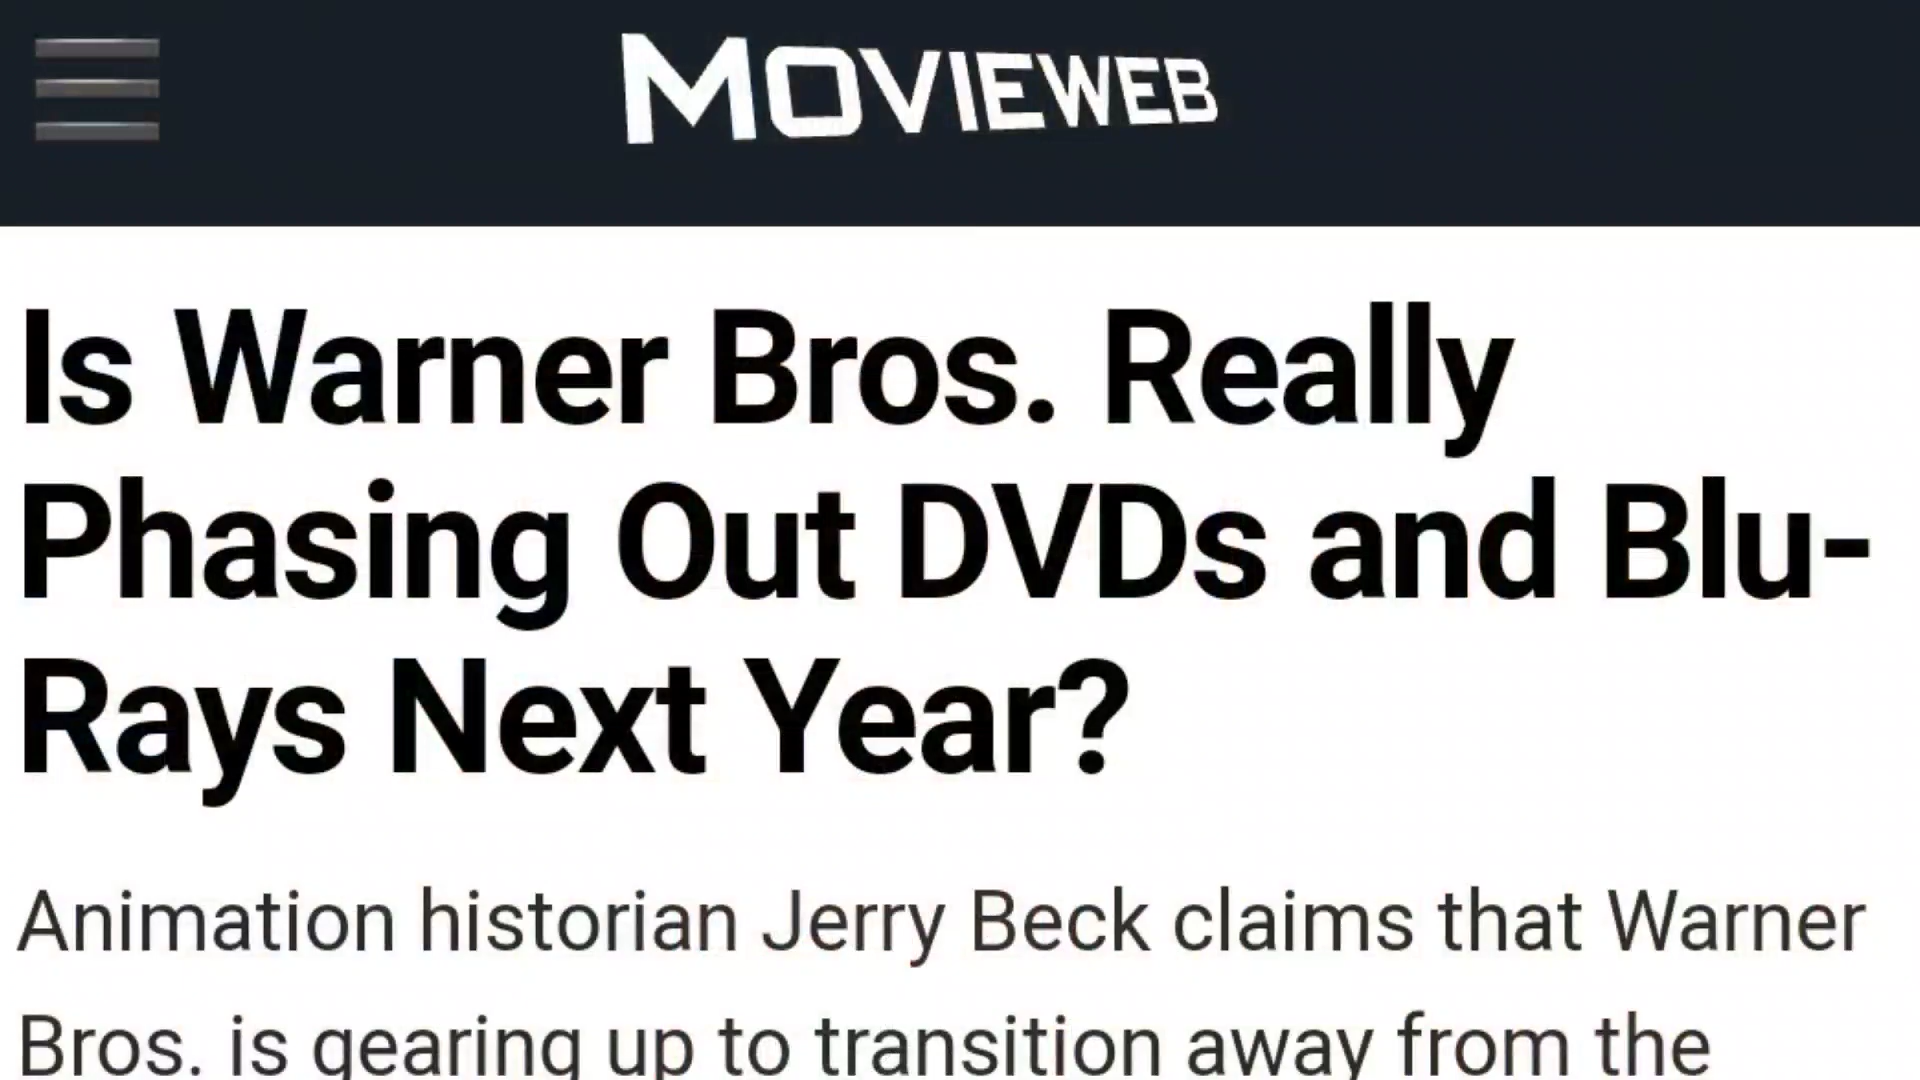 MOVIEWEB
Is Warner Bros. Really
Phasing Out DVDs and Blu-
Rays Next Year?
Animation historian Jerry Beck claims that Warner
Bros. is gearing up to transition away from the